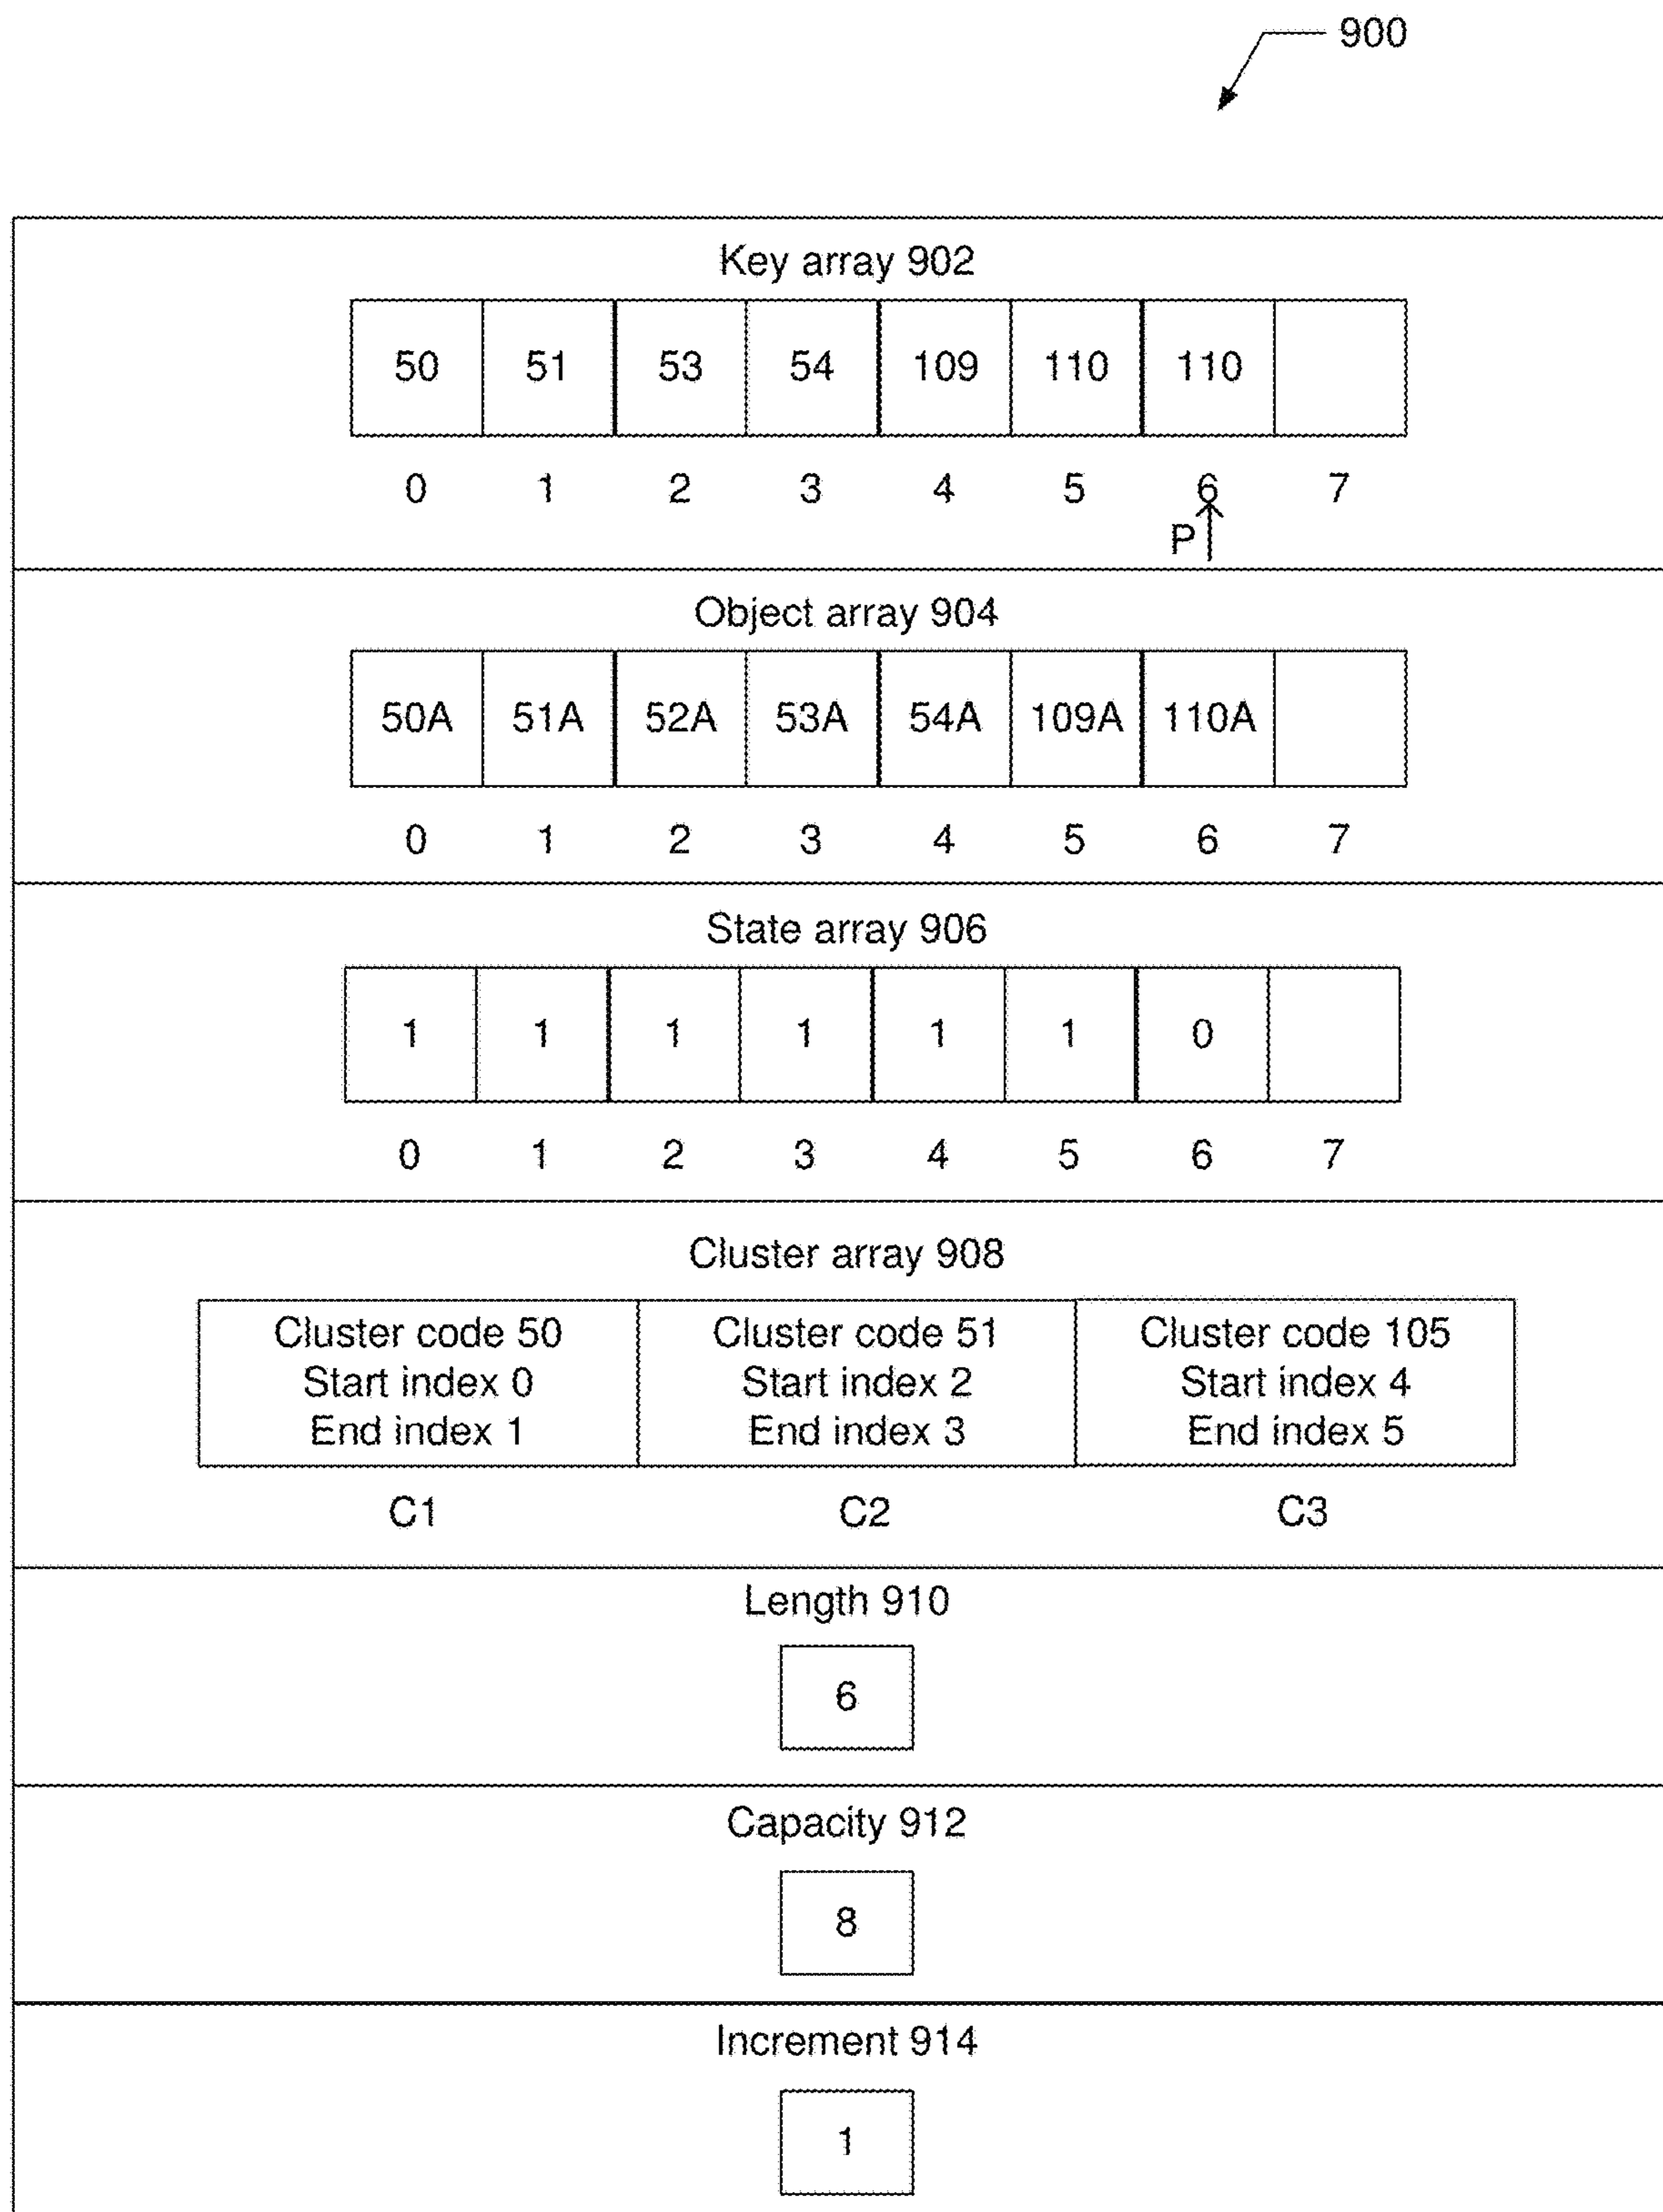 900
Key array 902
50 51 53 54 109 110 110
0 1 2 3 4 5 6 7
P
Object array 904
50A 51A 52A 53A 54A 109A 110A
0 1 2 3 4 5 6 7
State array 906
1 1 1 1 1 1 0
0 1 2 3 4 5 6 7
Cluster array 908
Cluster code 50 Cluster code 51 Cluster code 105
Start index 0 Start index 2 Start index 4
End index 1 End index 3 End index 5
C1 C2 C3
Length 910
6
Capacity 912
8
Increment 914
1